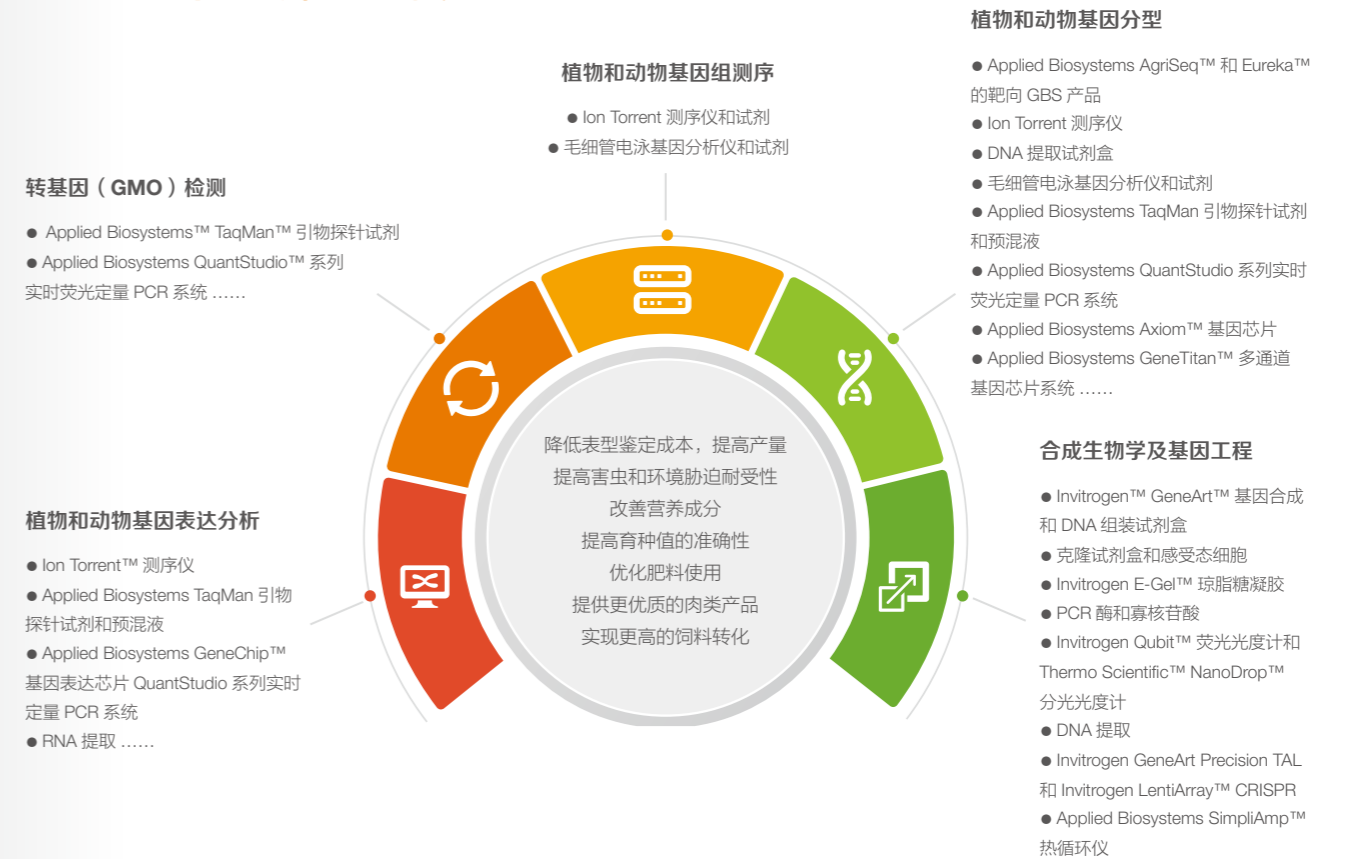 植物和动物基因分型
● Applied Biosystems AgriSeq™ 和 Eureka™
的靶向 GBS 产品
● Ion Torrent 测序仪
● DNA 提取试剂盒
● 毛细管电泳基因分析仪和试剂
● Applied Biosystems TaqMan 引物探针试剂
和预混液
● Applied Biosystems QuantStudio 系列实时
荧光定量 PCR 系统
● Applied Biosystems Axiom™ 基因芯片
● Applied Biosystems GeneTitan™ 多通道
基因芯片系统 ……
植物和动物基因组测序
● Ion Torrent 测序仪和试剂
● 毛细管电泳基因分析仪和试剂
转基因（GMO）检测
● Applied Biosystems™ TaqMan™ 引物探针试剂
● Applied Biosystems QuantStudio™ 系列
实时荧光定量 PCR 系统 ……
降低表型鉴定成本，提高产量
提高害虫和环境胁迫耐受性
改善营养成分
提高育种值的准确性
优化肥料使用
提供更优质的肉类产品
实现更高的饲料转化
植物和动物基因表达分析
● Ion Torrent™ 测序仪
● Applied Biosystems TaqMan 引物
探针试剂和预混液
● Applied Biosystems GeneChip™
基因表达芯片 QuantStudio 系列实时
定量 PCR 系统
● RNA 提取 ……
合成生物学及基因工程
● Invitrogen™ GeneArt™ 基因合成
和 DNA 组装试剂盒
● 克隆试剂盒和感受态细胞
● Invitrogen E-Gel™ 琼脂糖凝胶
● PCR 酶和寡核苷酸
● Invitrogen Qubit™ 荧光光度计和
Thermo Scientific™ NanoDrop™
分光光度计
● DNA 提取
● Invitrogen GeneArt Precision TAL
和 Invitrogen LentiArray™ CRISPR
● Applied Biosystems SimpliAmp™
热循环仪